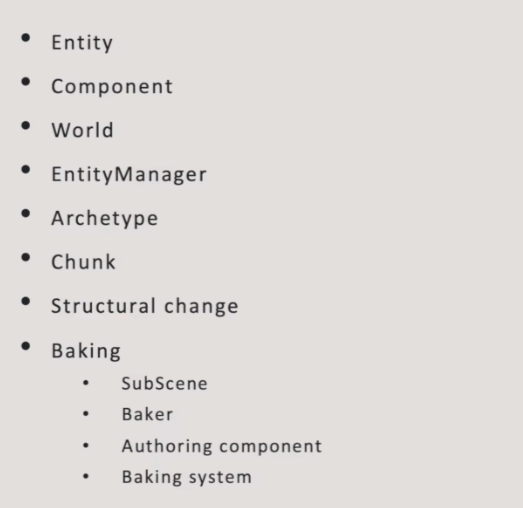 • Entity
• Component
• World
• EntityManager
• Archetype
• Chunk
• Structural change
• Baking
• SubScene
• Baker
• Authoring component
• Baking system